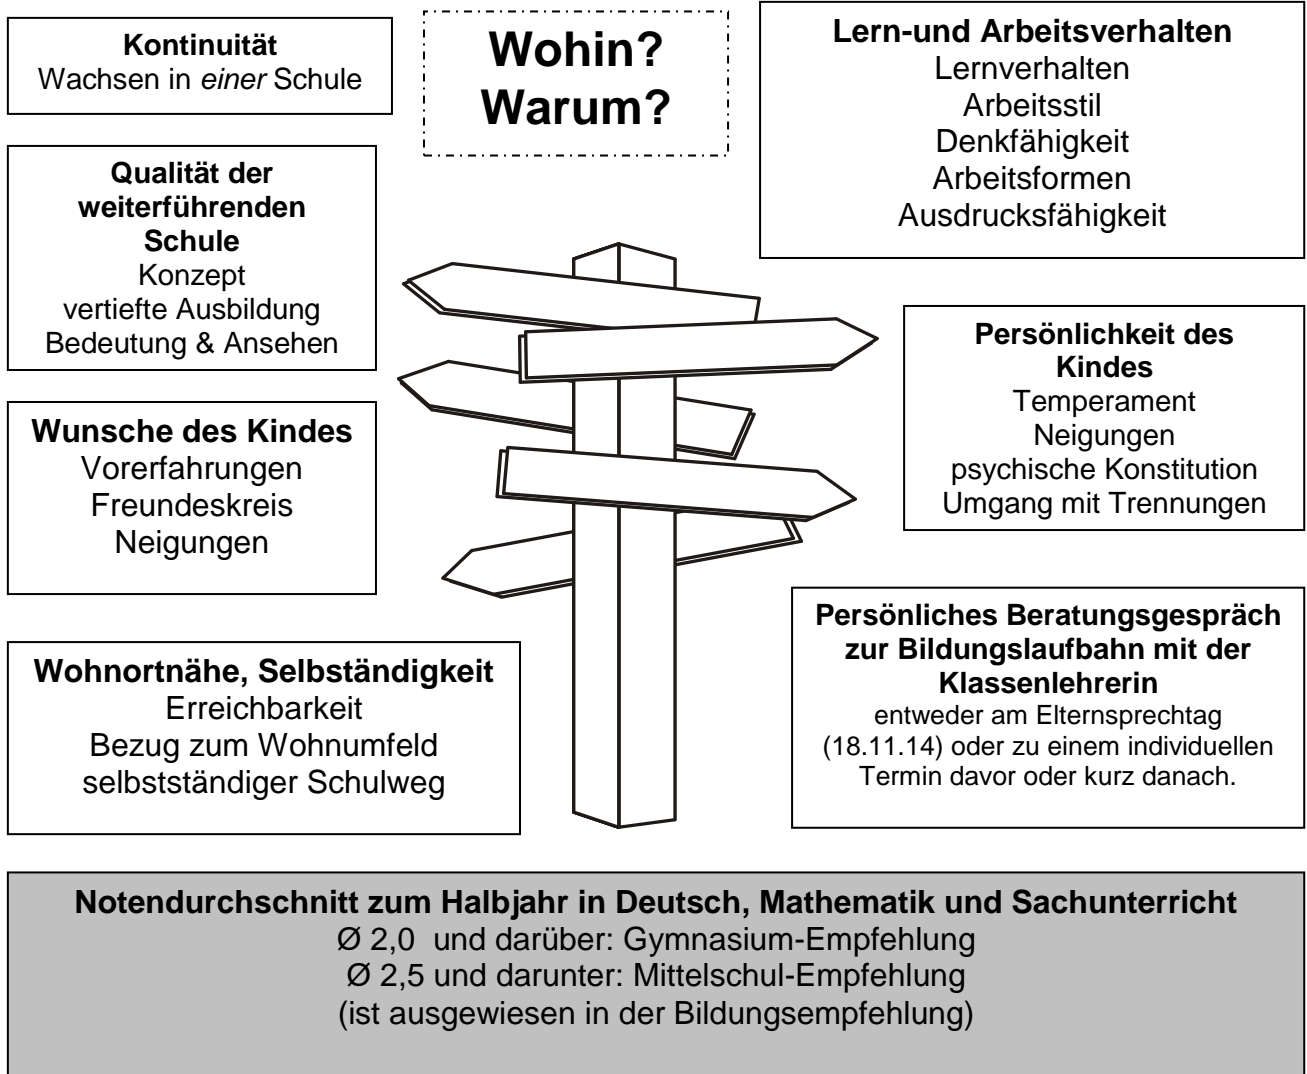 Kontinuität
Wachsen in einer Schule
Wohin?
Warum?
Lern-und Arbeitsverhalten
Lernverhalten
Arbeitsstil
Denkfähigkeit
Arbeitsformen
Ausdrucksfähigkeit
Qualität der
weiterführenden
Schule
Konzept
vertiefte Ausbildung
Bedeutung & Ansehen
Persönlichkeit des
Kindes
Temperament
Neigungen
psychische Konstitution
Umgang mit Trennungen
Wunsche des Kindes
Vorerfahrungen
Freundeskreis
Neigungen
Wohnortnähe, Selbständigkeit
Erreichbarkeit
Bezug zum Wohnumfeld
selbstständiger Schulweg
Persönliches Beratungsgespräch
zur Bildungslaufbahn mit der
Klassenlehrerin
entweder am Elternsprechtag
(18.11.14) oder zu einem individuellen
Termin davor oder kurz danach.
Notendurchschnitt zum Halbjahr in Deutsch, Mathematik und Sachunterricht
Ø 2,0 und darüber: Gymnasium-Empfehlung
Ø 2,5 und darunter: Mittelschul-Empfehlung
(ist ausgewiesen in der Bildungsempfehlung)